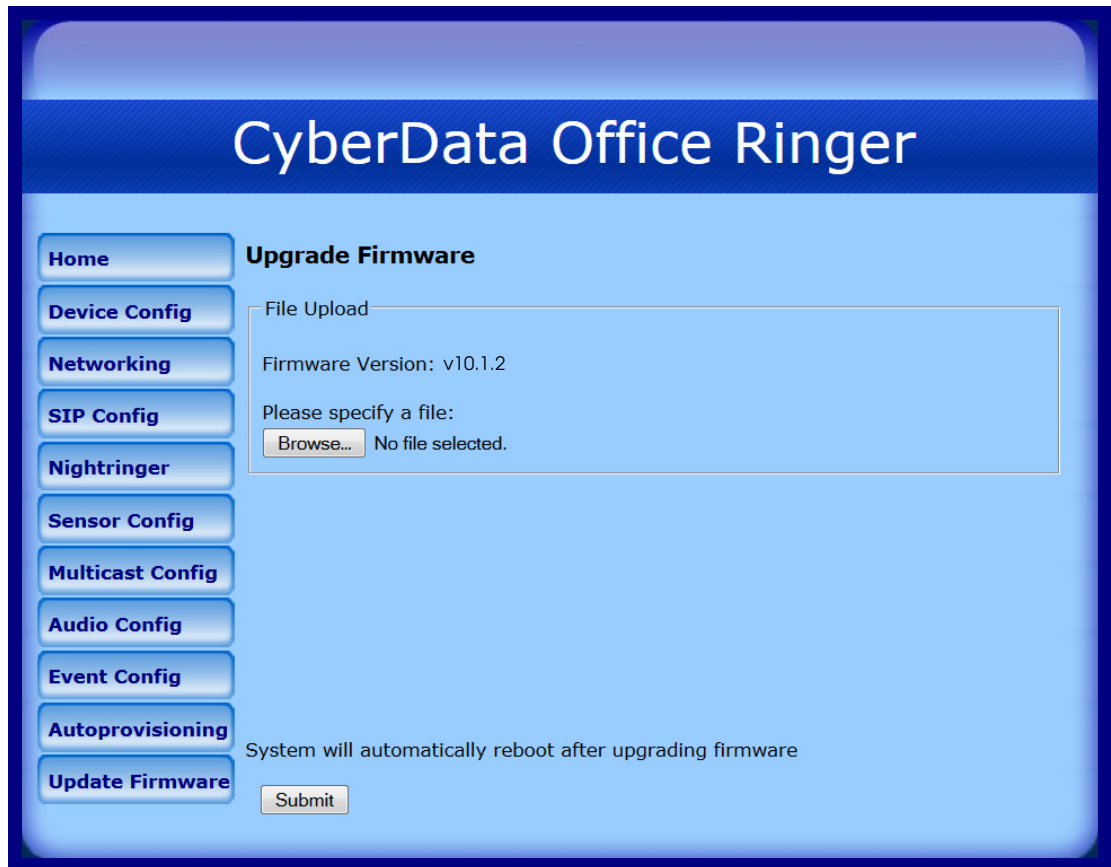 CyberData Office Ringer
Home
Device Config
Networking
SIP Config
Nightringer
Sensor Config
Multicast Config
Audio Config
Event Config
Autoprovisioning
Update Firmware
Upgrade Firmware
File Upload
Firmware Version: v10.1.2
Please specify a file:
Browse... No file selected.
System will automatically reboot after upgrading firmware
Submit